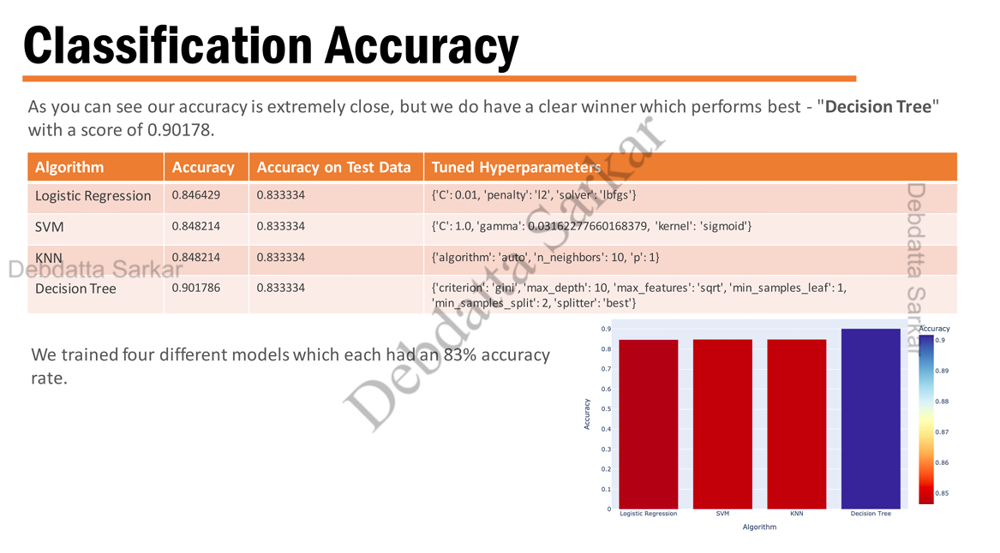 Classification Accuracy
As you can see our accuracy is extremely close, but we do have a clear winner which performs best - "Decision Tree"
with a score of 0.90178.
Algorithm Accuracy Accuracy on Test Data Tuned Hyperparameters
Logistic Regression 0.846429 0.833334 {'C': 0.01, 'penalty': 'l2', 'solver': 'lbfgs'}
SVM 0.848214 0.833334 {'C': 1.0, 'gamma': 0.03162277660168379, 'kernel': 'sigmoid'}
KNN 0.848214 0.833334 {'algorithm': 'auto', 'n_neighbors': 10, 'p': 1}
Decision Tree 0.901786 0.833334 {'criterion': 'gini', 'max_depth': 10, 'max_features': 'sqrt', 'min_samples_leaf': 1,
'min_samples_split': 2, 'splitter': 'best'}
Debdatta Sarkar
Debdatta Sarkar
Debdatta Sarkar
We trained four different models which each had an 83% accuracy
rate.
Accuracy
0.9
0.8
0.7
0.6
0.5
0.4
0.3
0.2
0.1
0
Logistic Regression SVM KNN Decision Tree
Algorithm
Accuracy
0.9
0.89
0.88
0.87
0.86
0.85